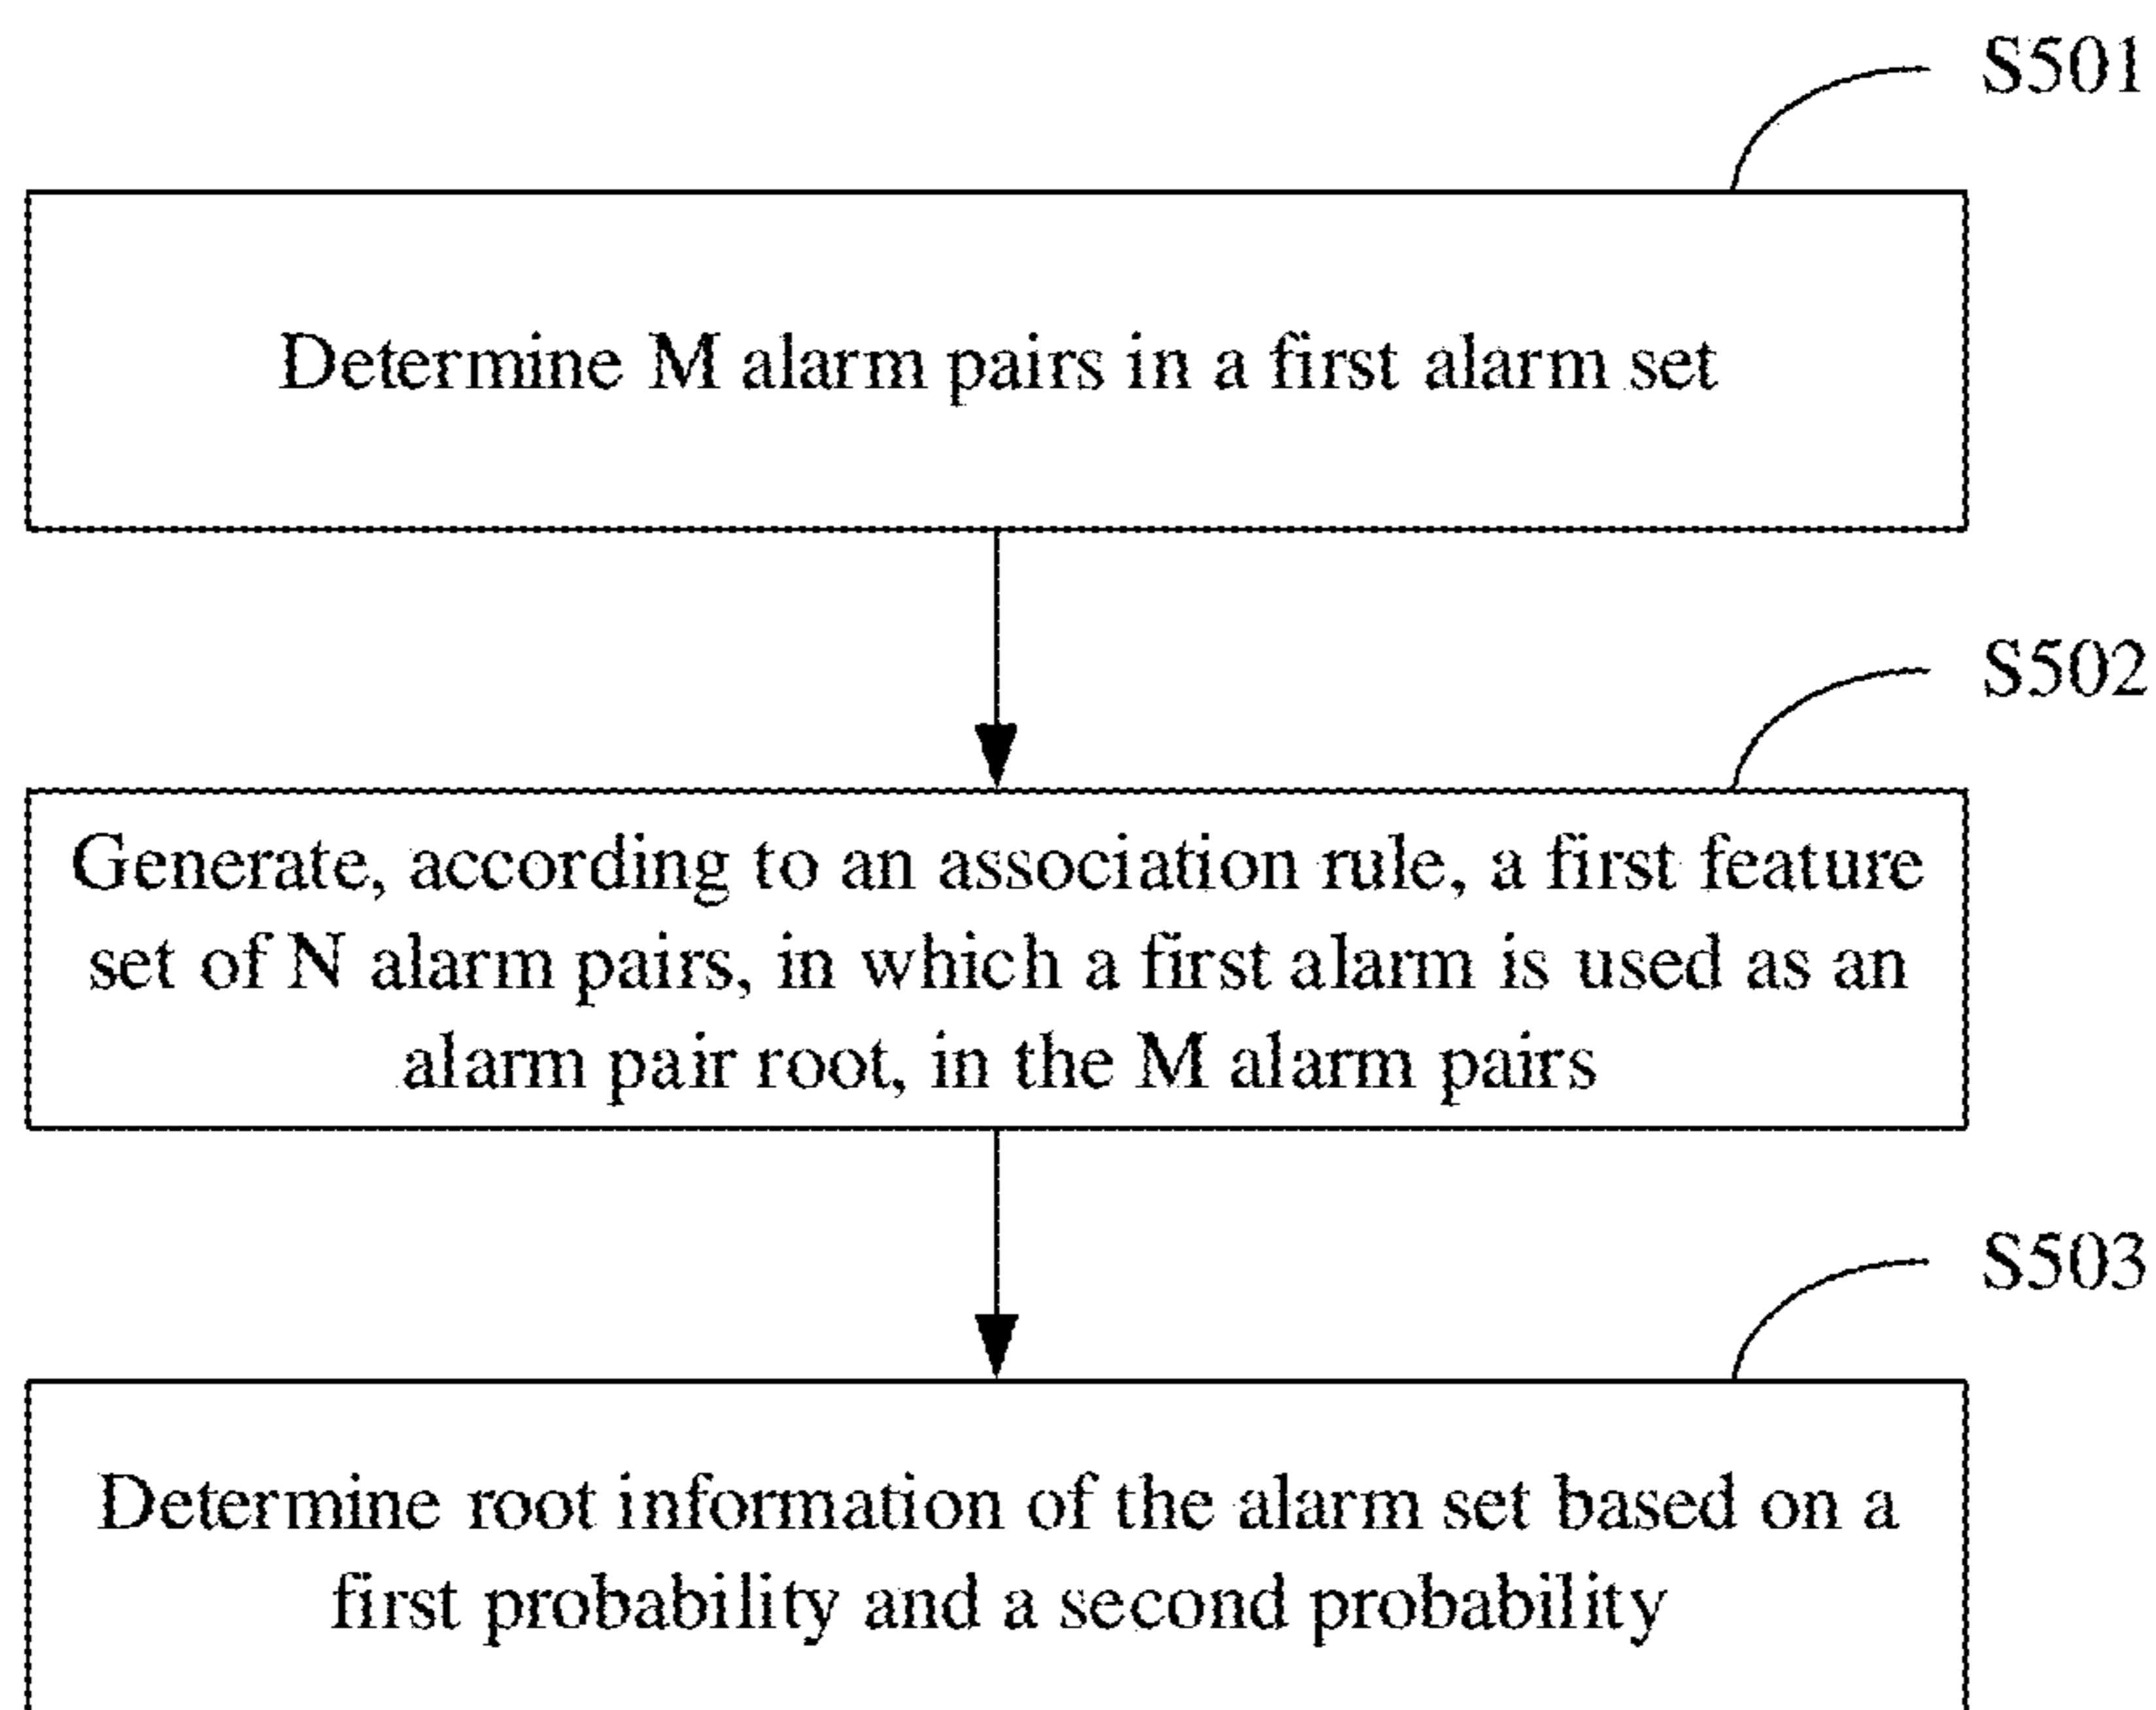 S501
Determine M alarm pairs in a first alarm set
S502
Generate, according to an association rule, a first feature
set of N alarm pairs, in which a first alarm is used as an
alarm pair root, in the M alarm pairs
S503
Determine root information of the alarm set based on a
first probability and a second probability